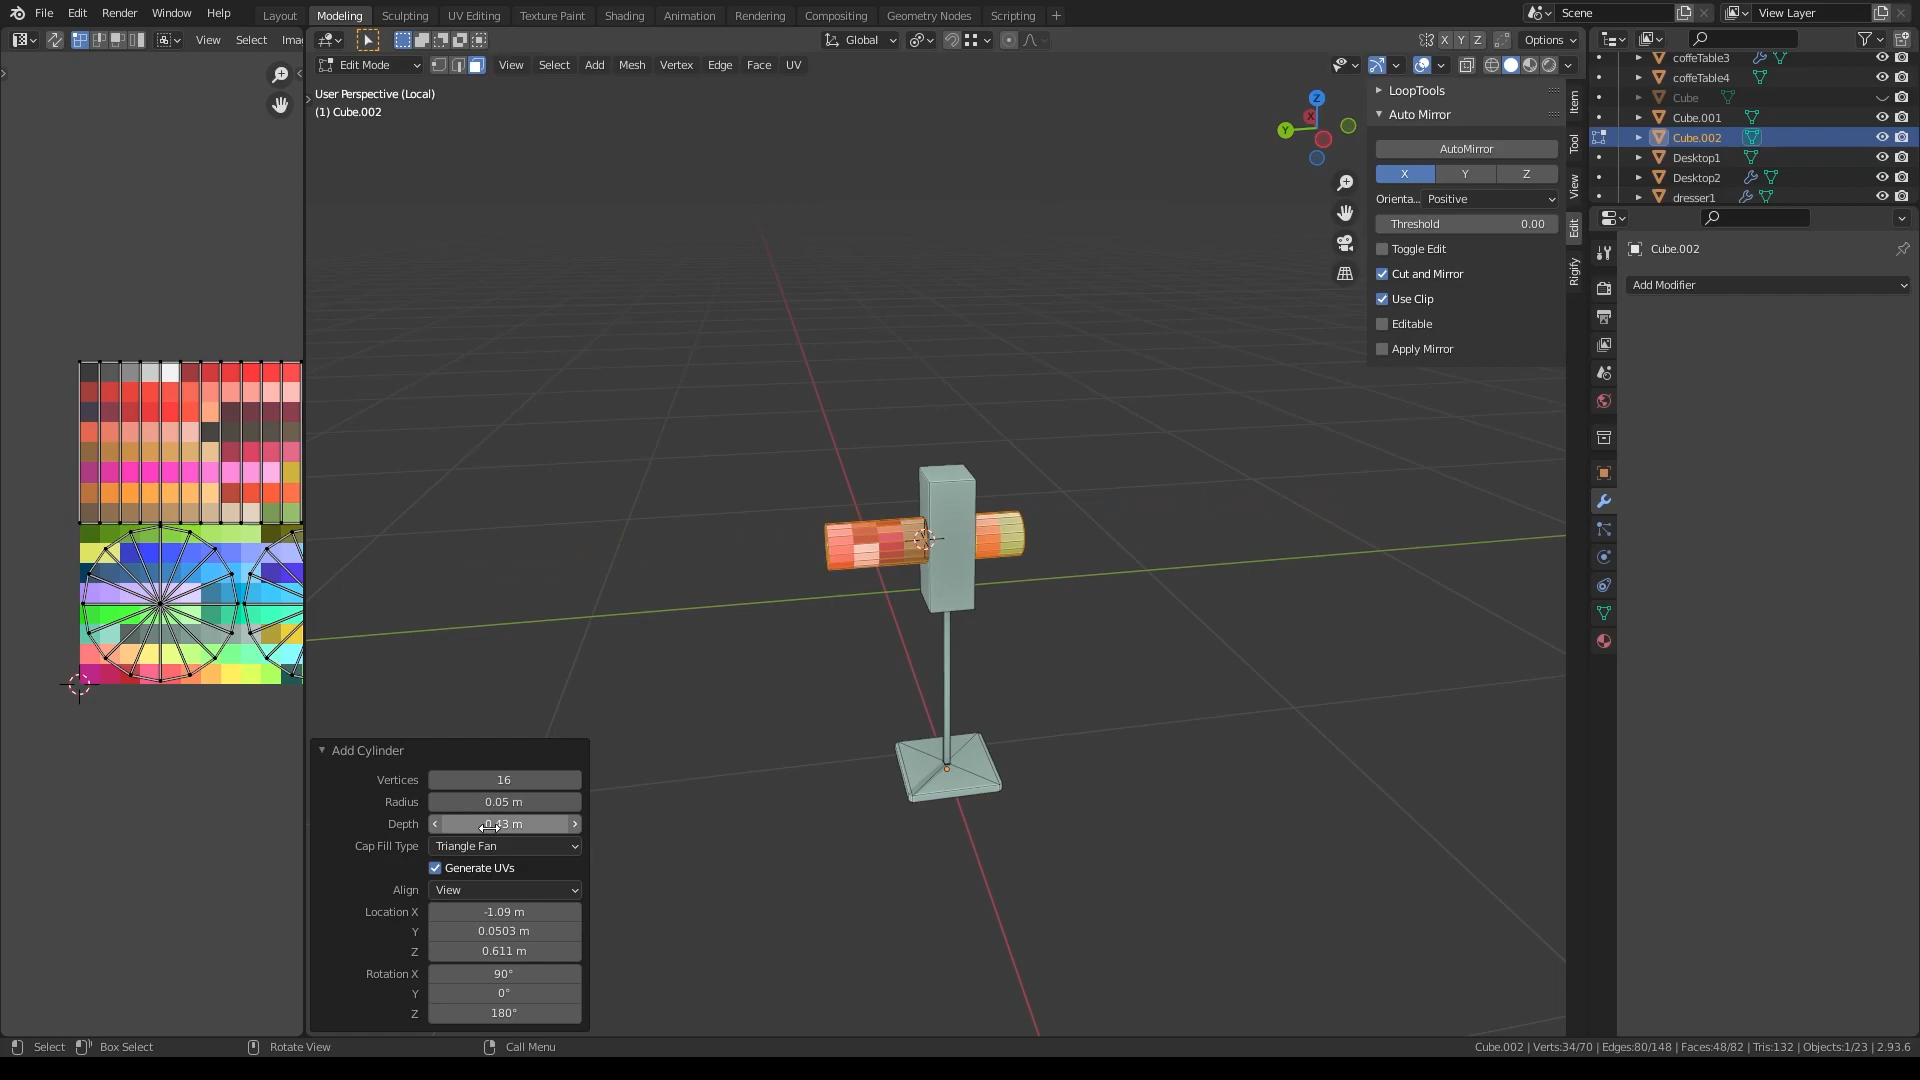 File Edit Render Window Help Layout Modeling Sculpting UV Editing Texture Paint Shading Animation Rendering Compositing Geometry Nodes Scripting + Scene View Layer
View Select Ima Global X Y Z Options
Edit Mode View Select Add Mesh Vertex Edge Face UV
User Perspective (Local)
(1) Cube.002
Z
X
Y
LoopTools
Auto Mirror
AutoMirror
X Y Z
Orienta... Positive
Threshold 0.00
Toggle Edit
Cut and Mirror
Use Clip
Editable
Apply Mirror
Item
Tool
View
Edit
Rigify
coffeTable3
coffeTable4
Cube
Cube.001
Cube.002
Desktop1
Desktop2
dresser1
Cube.002
Add Modifier
Add Cylinder
Vertices 16
Radius 0.05 m
Depth 0.43 m
Cap Fill Type Triangle Fan
Generate UVs
Align View
Location X -1.09 m
Y 0.0503 m
Z 0.611 m
Rotation X 90°
Y 0°
Z 180°
Select Box Select Rotate View Call Menu Cube.002 | Verts:34/70 | Edges:80/148 | Faces:48/82 | Tris:132 | Objects:1/23 | 2.93.6